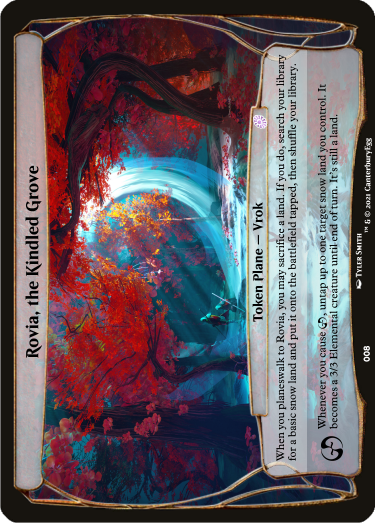 Rovia, the Kindled Grove
Token Plane — Vrok
When you planeswalk to Rovia, you may sacrifice a land. If you do, search your library
for a basic snow land and put it onto the battlefield tapped, then shuffle your library.
Whenever you cause , untap up to one target snow land you control. It
becomes a 3/3 Elemental creature until end of turn. It's still a land.
008
Tyler Smith
™ & © 2021 CanterburyEgg